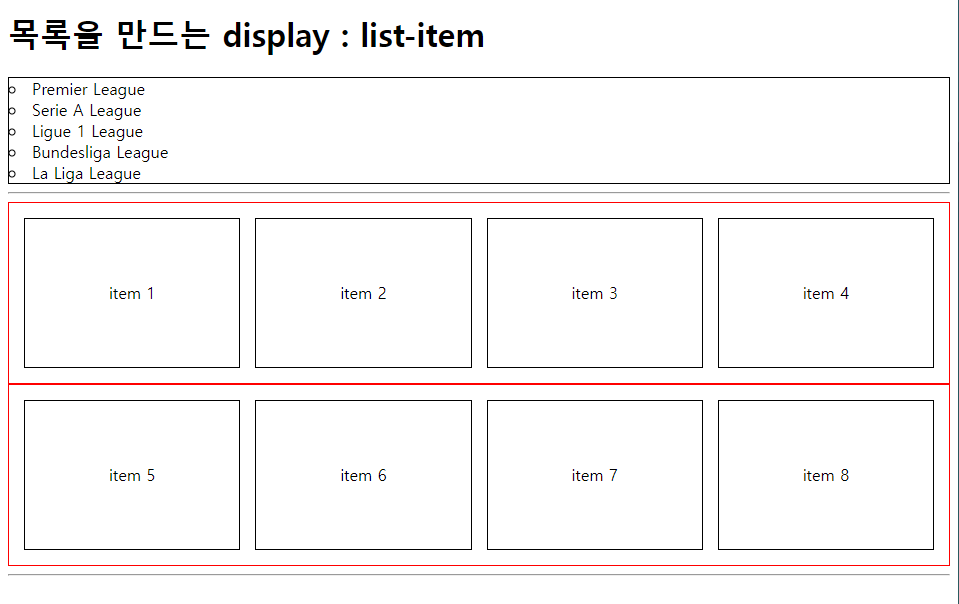 목록을 만드는 display : list-item
Premier League
Serie A League
Ligue 1 League
Bundesliga League
La Liga League
item 1
item 2
item 3
item 4
item 5
item 6
item 7
item 8